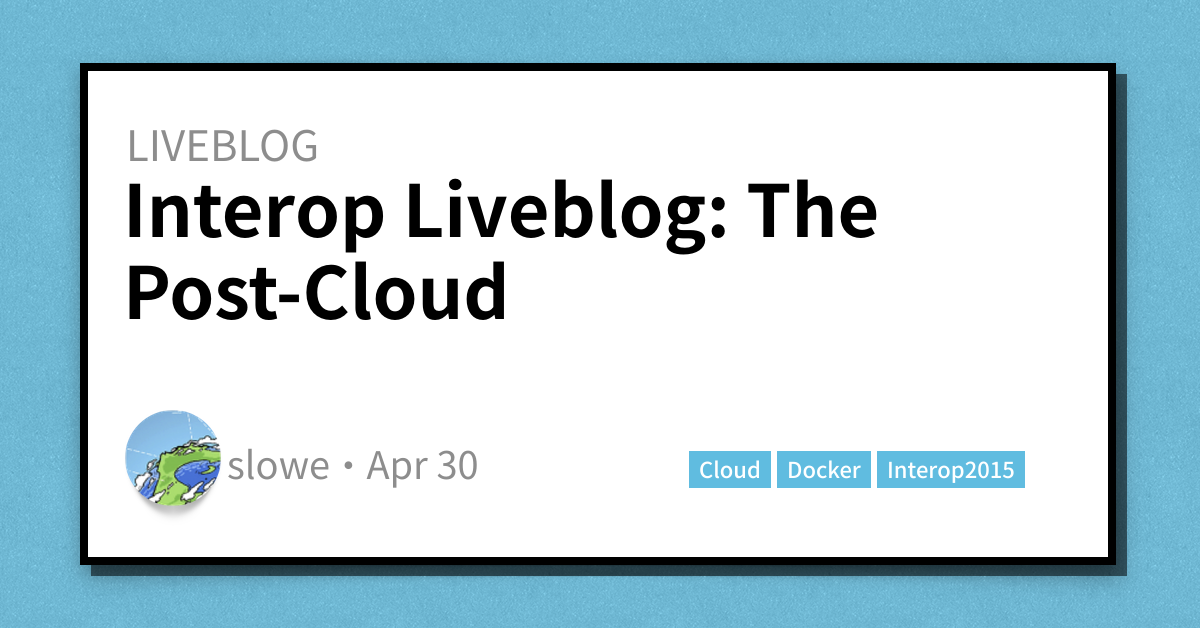 LIVEBLOG
Interop Liveblog: The
Post-Cloud
slowe • Apr 30
Cloud Docker Interop2015